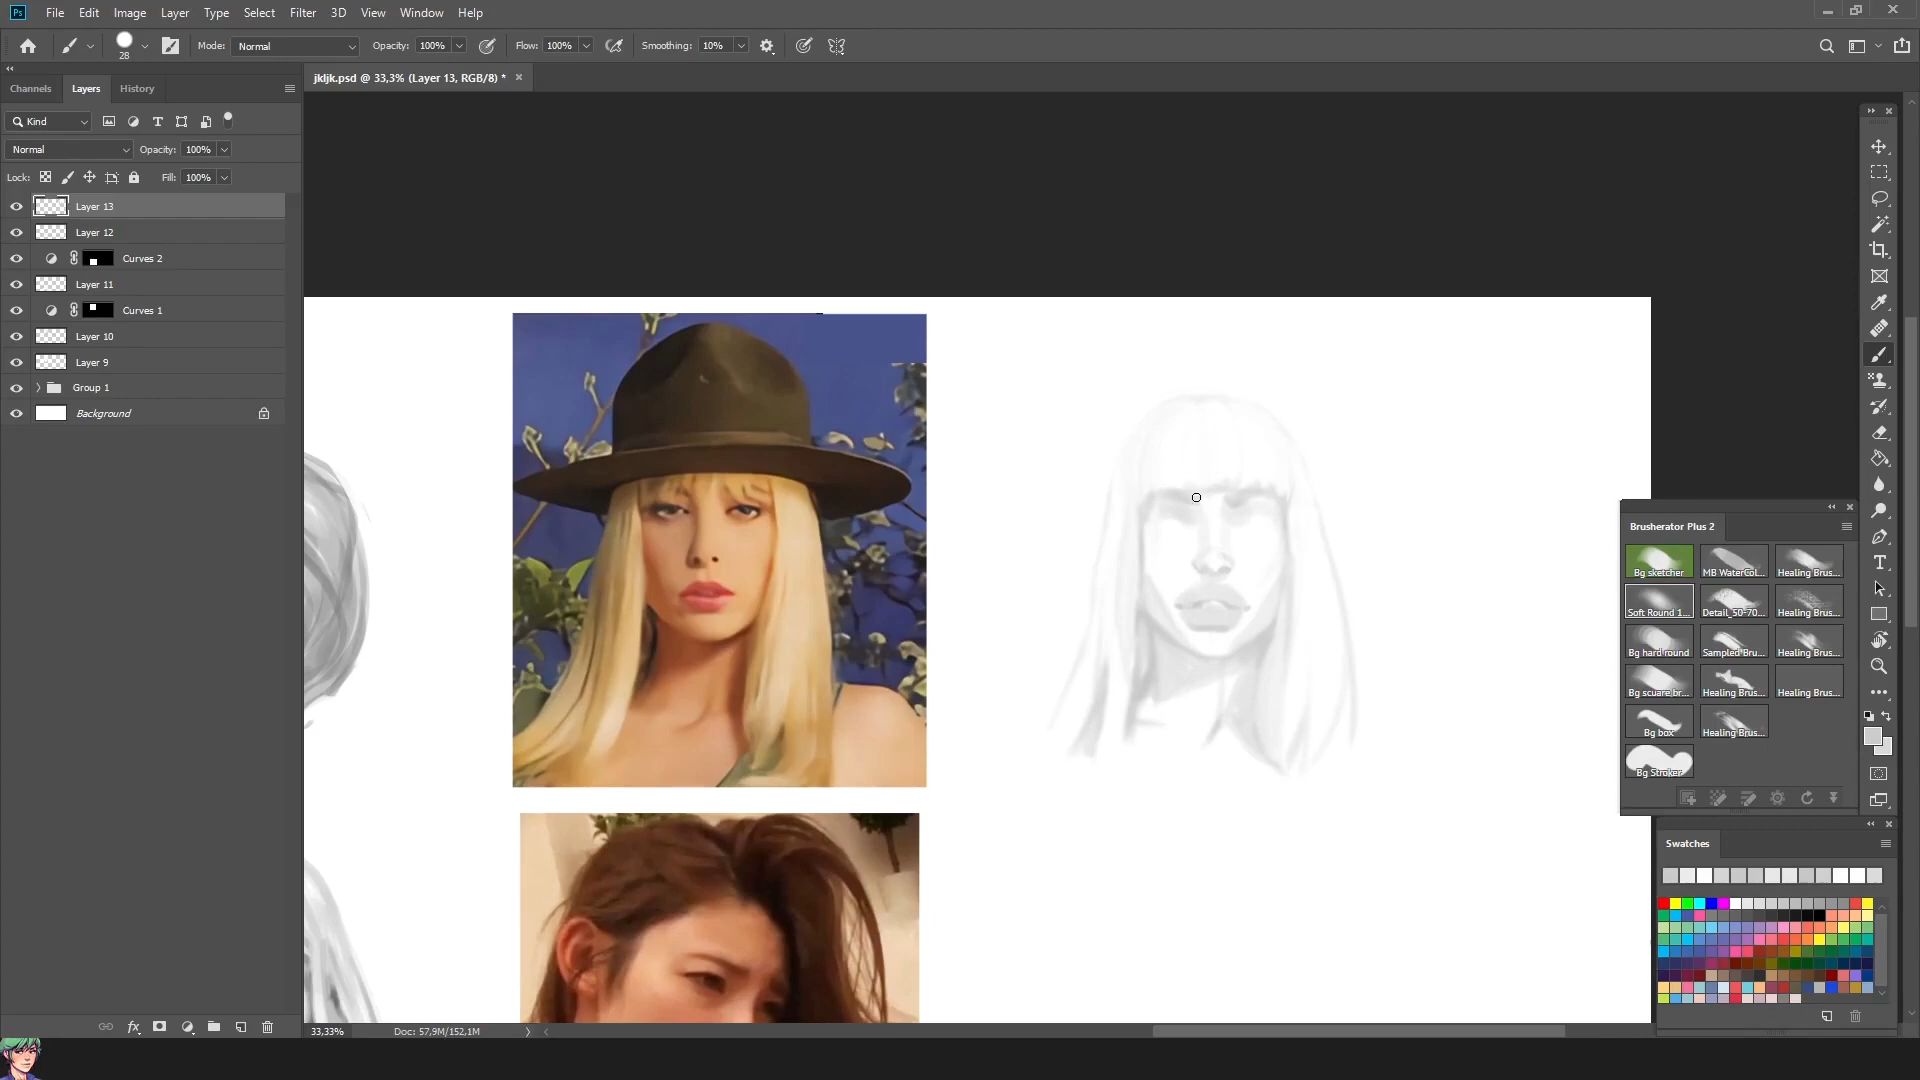 Ps File Edit Image Layer Type Select Filter 3D View Window Help
28 Mode: Normal Opacity: 100% Flow: 100% Smoothing: 10%
Channels Layers History
jkljk.psd @ 33,3% (Layer 13, RGB/8) *
Kind
Normal Opacity: 100%
Lock: Fill: 100%
Layer 13
Layer 12
Curves 2
Layer 11
Curves 1
Layer 10
Layer 9
Group 1
Background
Brusherator Plus 2
Bg sketcher MB WaterCol... Healing Brus...
Soft Round 1... Detail_50-70... Healing Brus...
Bg hard round Sampled Bru... Healing Brus...
Bg scuare br... Healing Brus... Healing Brus...
Bg box Healing Brus...
Bg Stroker
Swatches
33,33% Doc: 57,9M/152,1M